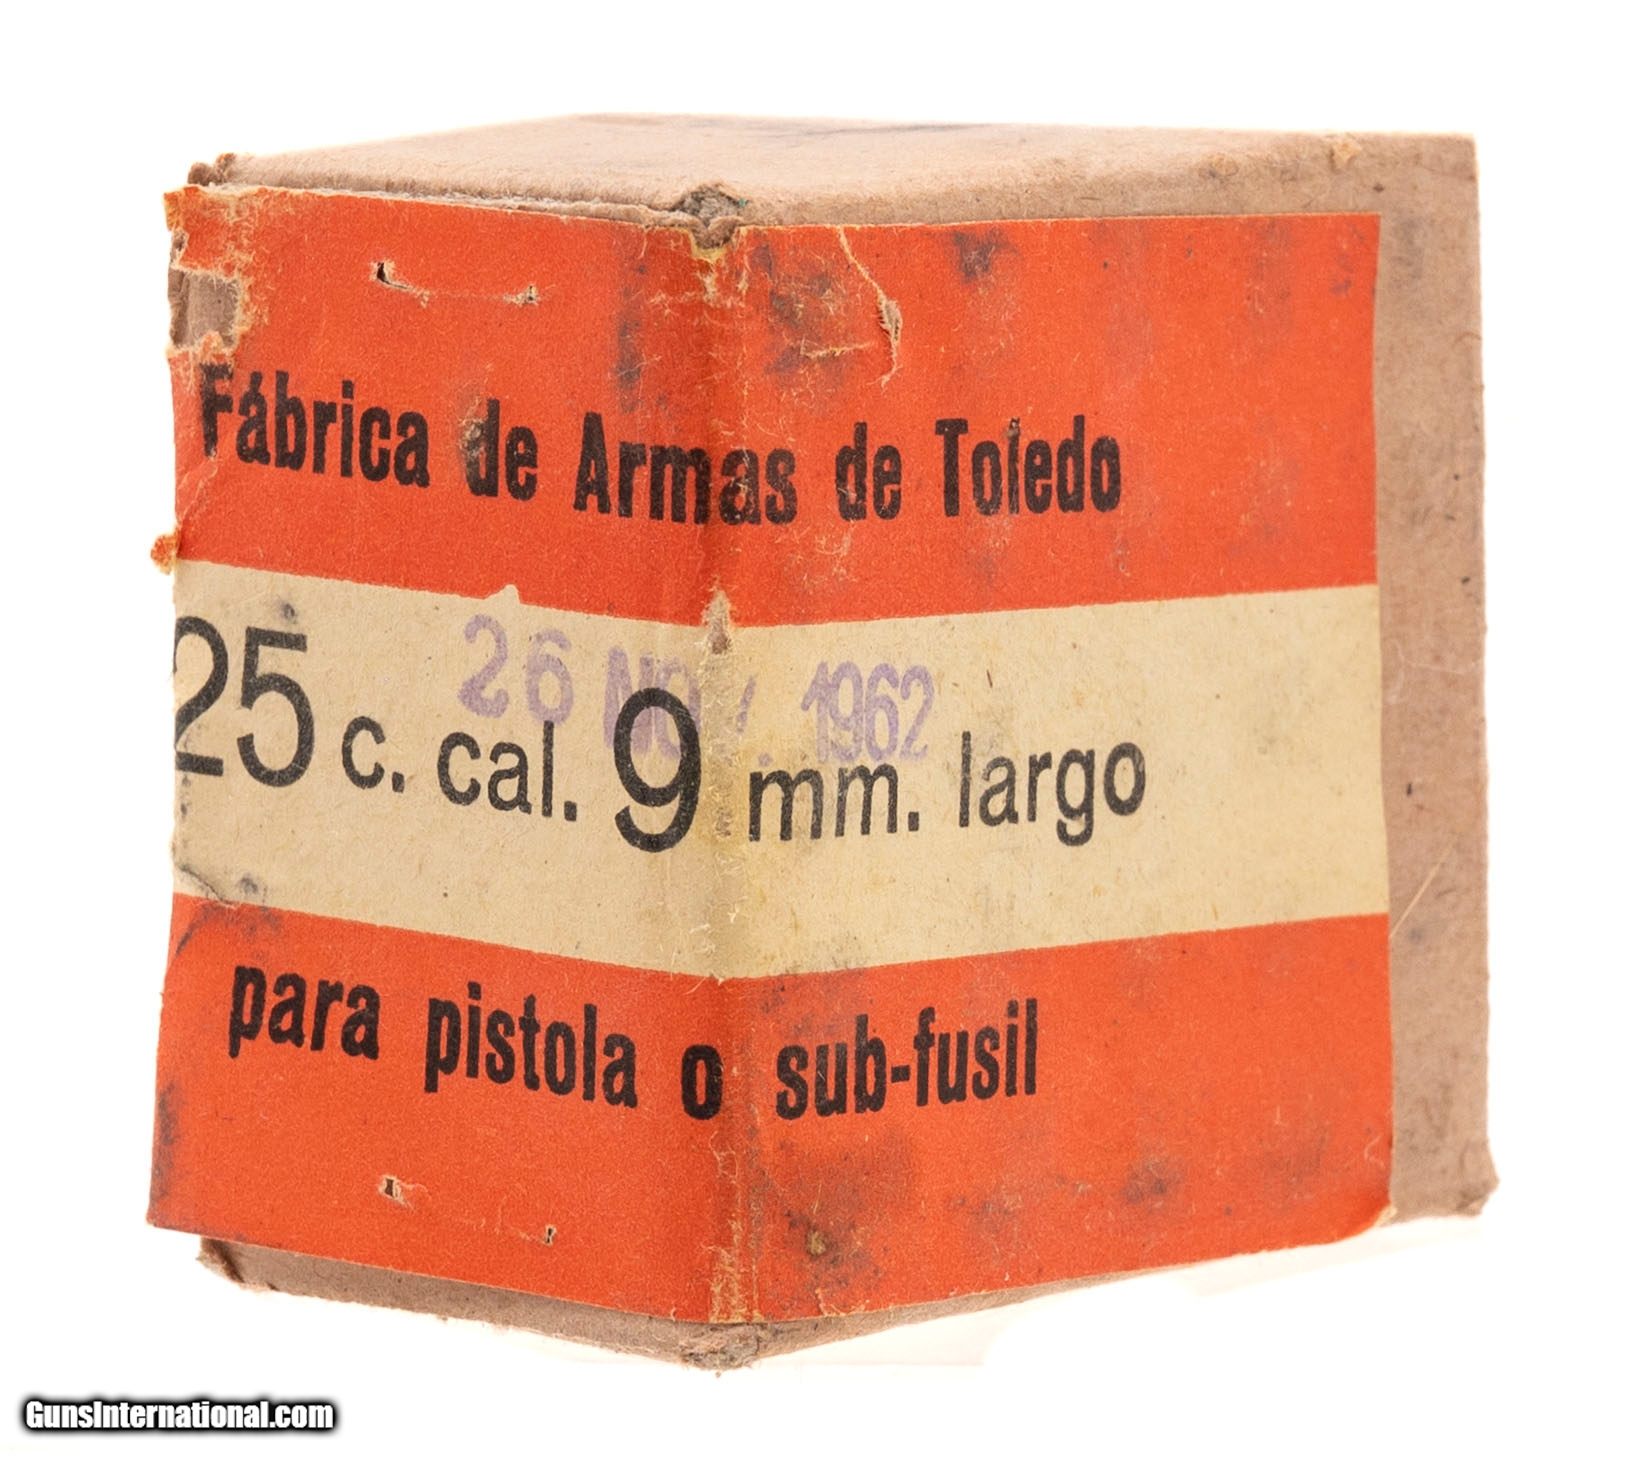 Fábrica de Armas de Toledo
26 NOV. 1962
25 c. cal. 9 mm. largo
para pistola o sub-fusil
GunsInternational.com